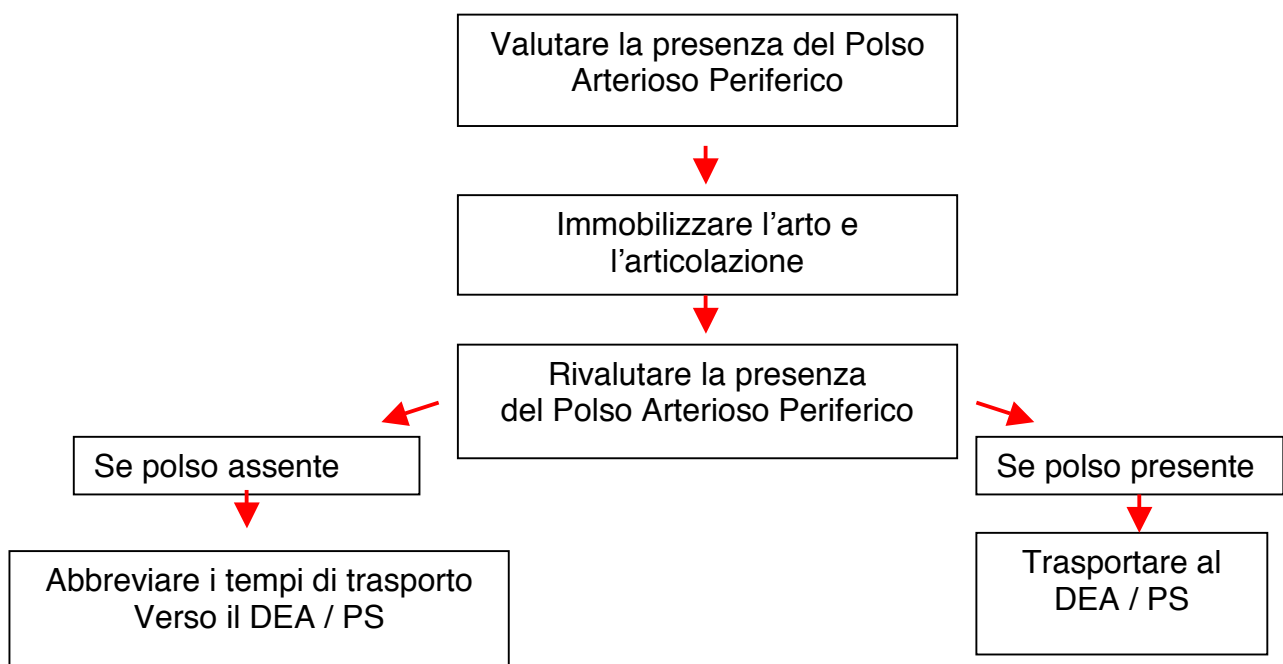 Valutare la presenza del Polso
Arterioso Periferico
Immobilizzare l’arto e
l’articolazione
Rivalutare la presenza
del Polso Arterioso Periferico
Se polso assente
Se polso presente
Abbreviare i tempi di trasporto
Verso il DEA / PS
Trasportare al
DEA / PS